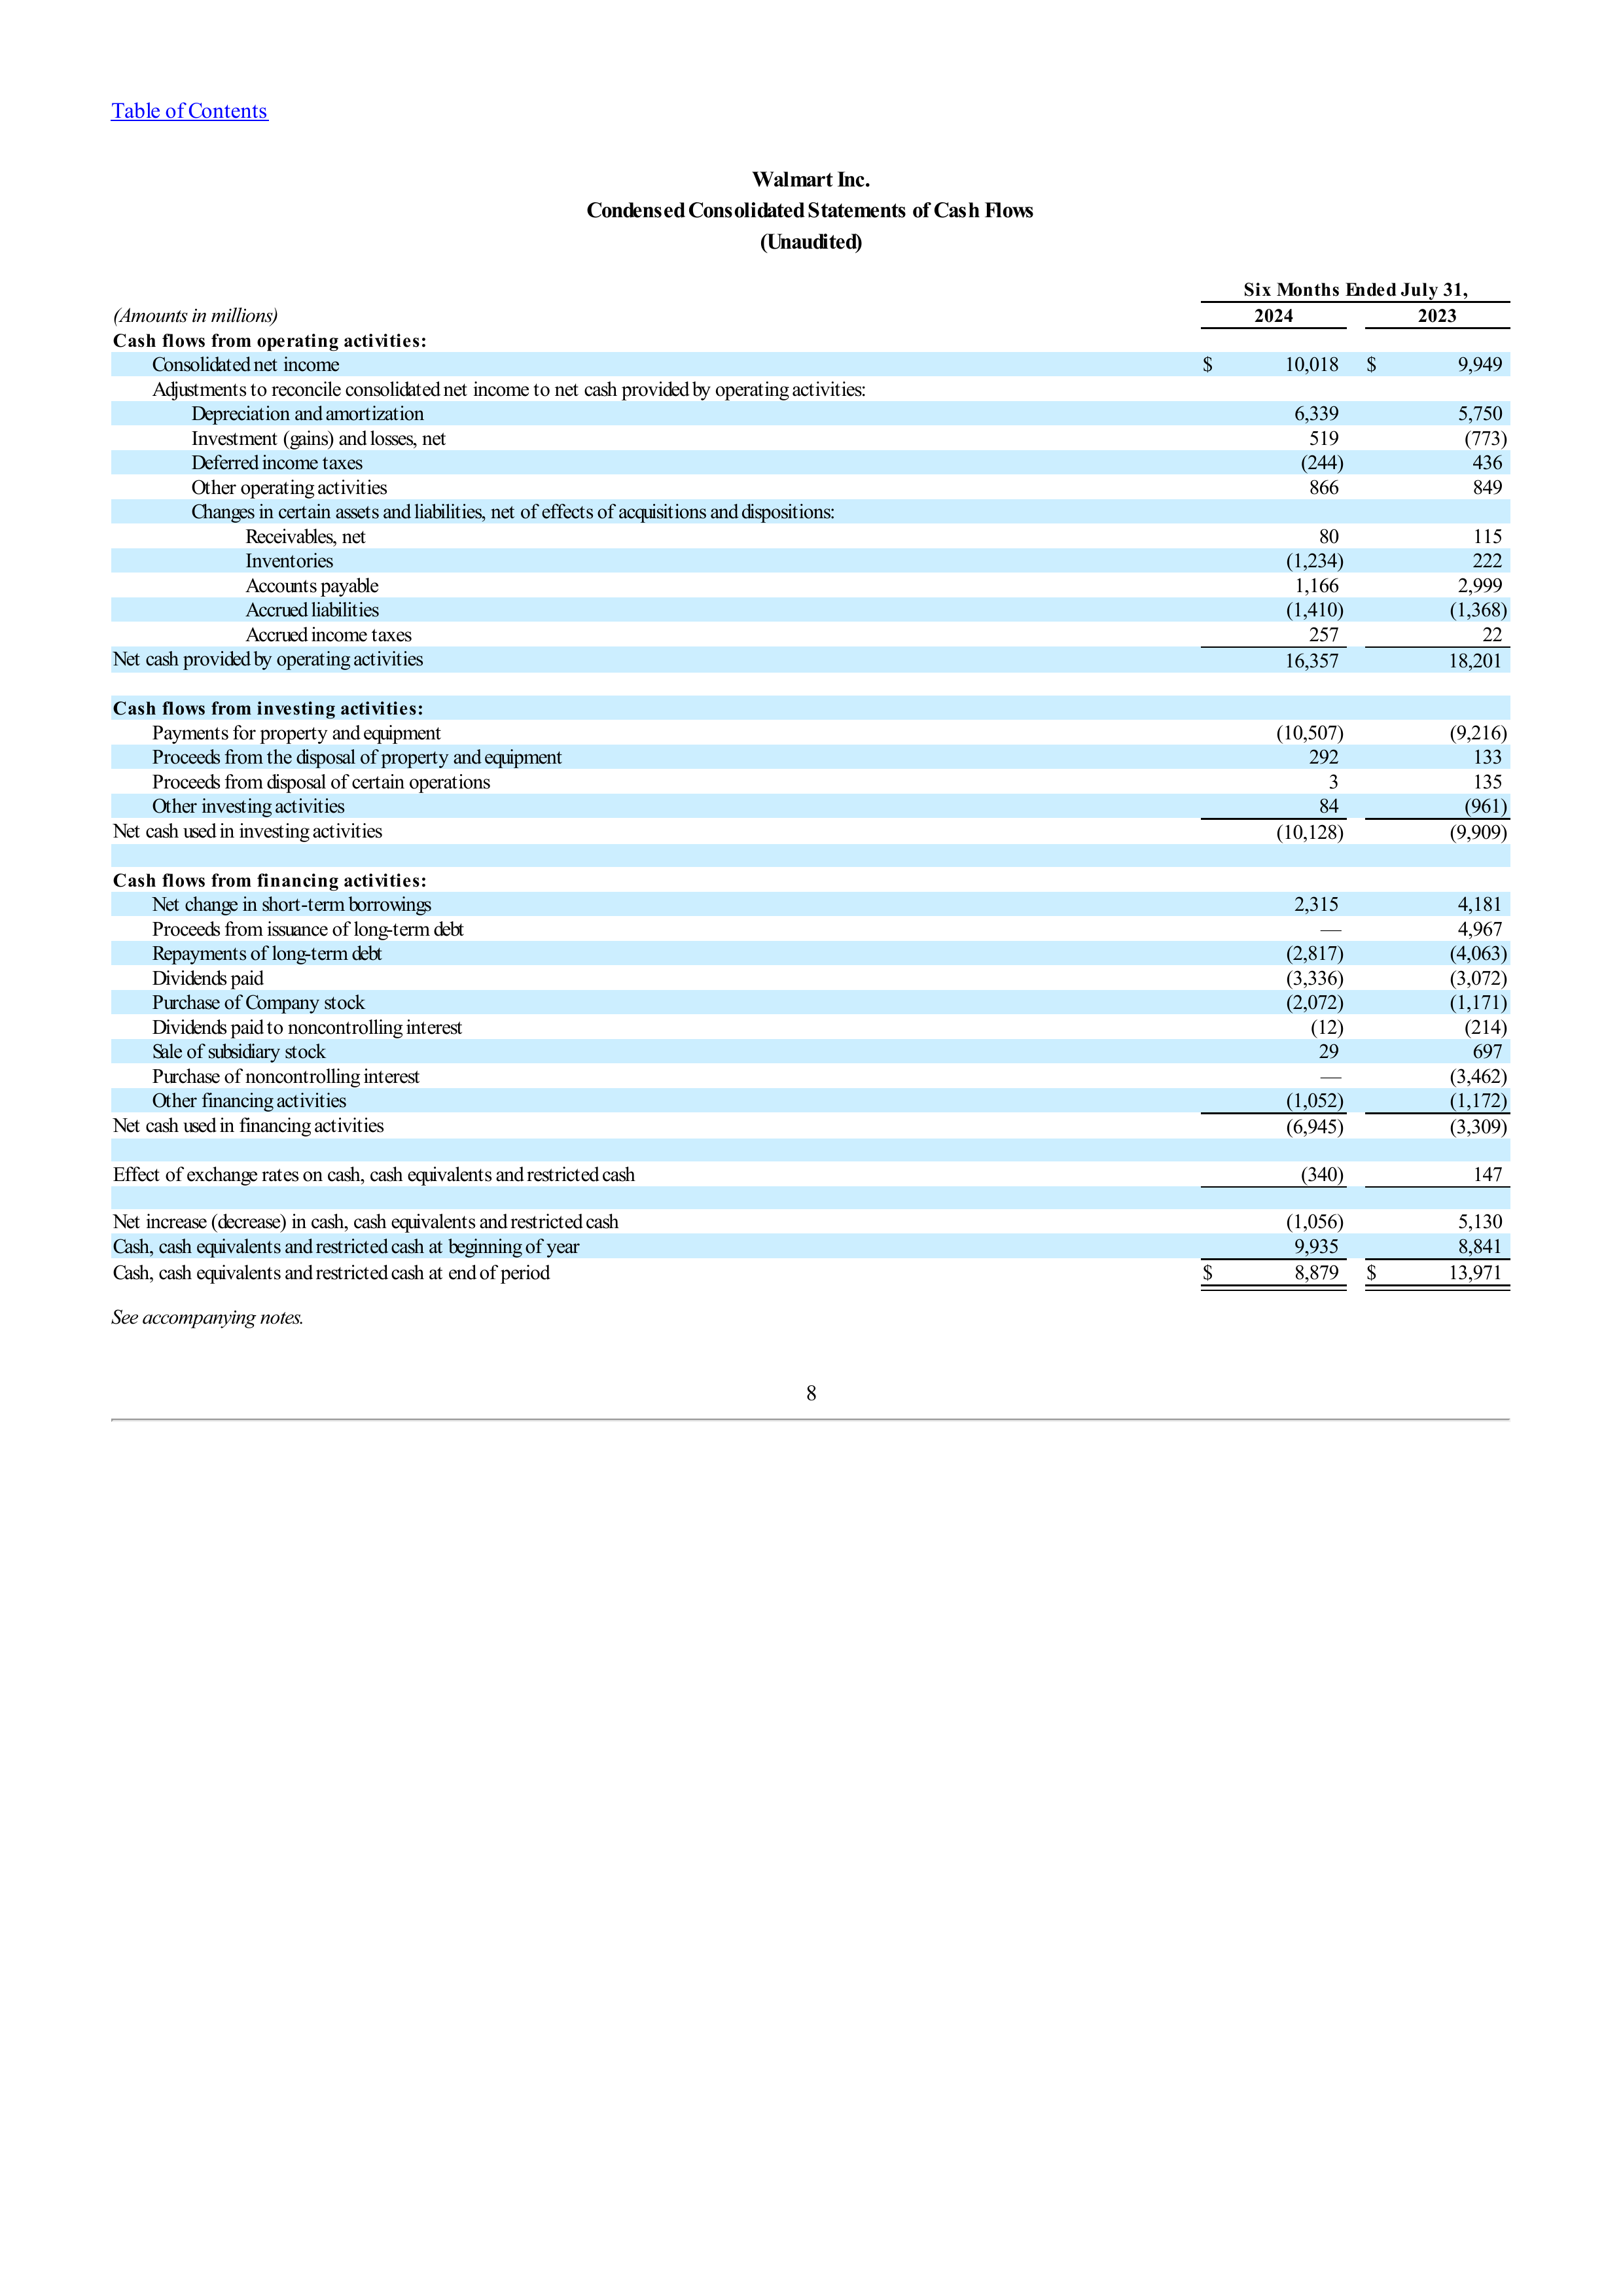 Table of Contents
Walmart Inc.
Condensed Consolidated Statements of Cash Flows
(Unaudited)
Six Months Ended July 31,
(Amounts in millions) 2024 2023
Cash flows from operating activities:
Consolidated net income $ 10,018 $ 9,949
Adjustments to reconcile consolidated net income to net cash provided by operating activities:
Depreciation and amortization 6,339 5,750
Investment (gains) and losses, net 519 (773)
Deferred income taxes (244) 436
Other operating activities 866 849
Changes in certain assets and liabilities, net of effects of acquisitions and dispositions:
Receivables, net 80 115
Inventories (1,234) 222
Accounts payable 1,166 2,999
Accrued liabilities (1,410) (1,368)
Accrued income taxes 257 22
Net cash provided by operating activities 16,357 18,201
Cash flows from investing activities:
Payments for property and equipment (10,507) (9,216)
Proceeds from the disposal of property and equipment 292 133
Proceeds from disposal of certain operations 3 135
Other investing activities 84 (961)
Net cash used in investing activities (10,128) (9,909)
Cash flows from financing activities:
Net change in short-term borrowings 2,315 4,181
Proceeds from issuance of long-term debt — 4,967
Repayments of long-term debt (2,817) (4,063)
Dividends paid (3,336) (3,072)
Purchase of Company stock (2,072) (1,171)
Dividends paid to noncontrolling interest (12) (214)
Sale of subsidiary stock 29 697
Purchase of noncontrolling interest — (3,462)
Other financing activities (1,052) (1,172)
Net cash used in financing activities (6,945) (3,309)
Effect of exchange rates on cash, cash equivalents and restricted cash (340) 147
Net increase (decrease) in cash, cash equivalents and restricted cash (1,056) 5,130
Cash, cash equivalents and restricted cash at beginning of year 9,935 8,841
Cash, cash equivalents and restricted cash at end of period $ 8,879 $ 13,971
See accompanying notes.
8